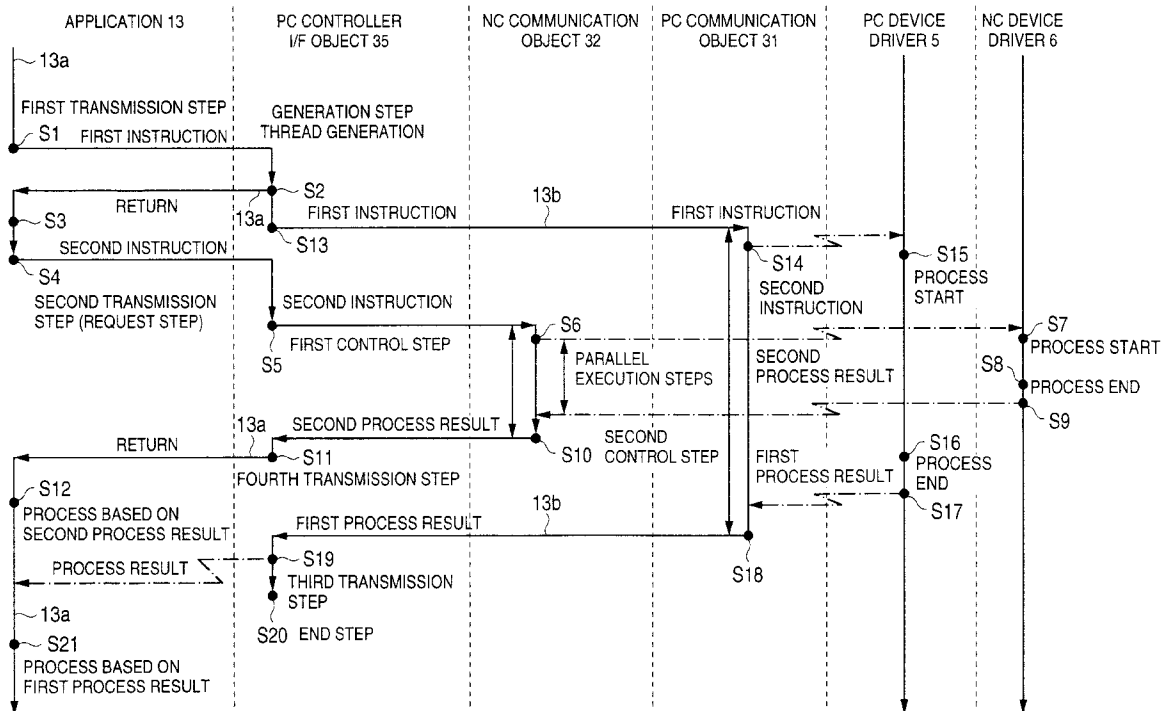 APPLICATION 13
PC CONTROLLER
I/F OBJECT 35
NC COMMUNICATION
OBJECT 32
PC COMMUNICATION
OBJECT 31
PC DEVICE
DRIVER 5
NC DEVICE
DRIVER 6
13a
FIRST TRANSMISSION STEP
S1
FIRST INSTRUCTION
GENERATION STEP
THREAD GENERATION
S2
RETURN
13a
S3
FIRST INSTRUCTION
13b
FIRST INSTRUCTION
S13
S14
S15
PROCESS
START
SECOND INSTRUCTION
S4
SECOND TRANSMISSION
STEP (REQUEST STEP)
SECOND INSTRUCTION
SECOND
INSTRUCTION
S5
FIRST CONTROL STEP
S6
S7
PROCESS START
PARALLEL
EXECUTION STEPS
SECOND
PROCESS RESULT
S8
PROCESS END
S9
SECOND PROCESS RESULT
S10
SECOND
CONTROL STEP
13a
RETURN
S11
FOURTH TRANSMISSION STEP
FIRST
PROCESS RESULT
S16
PROCESS
END
S17
S12
PROCESS BASED ON
SECOND PROCESS RESULT
FIRST PROCESS RESULT
13b
S18
PROCESS RESULT
S19
THIRD TRANSMISSION
STEP
S20 END STEP
13a
S21
PROCESS BASED ON
FIRST PROCESS RESULT